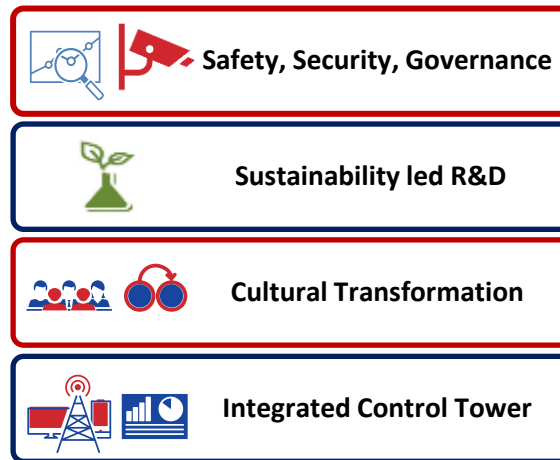 Safety, Security, Governance
Sustainability led R&D
Cultural Transformation
Integrated Control Tower